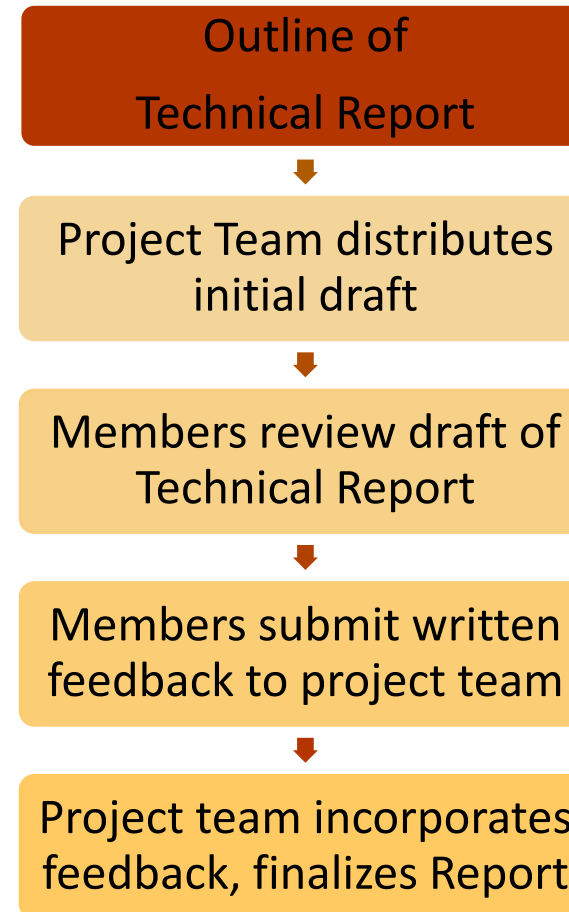 Outline of
Technical Report
Project Team distributes
initial draft
Members review draft of
Technical Report
Members submit written
feedback to project team
Project team incorporates
feedback, finalizes Report